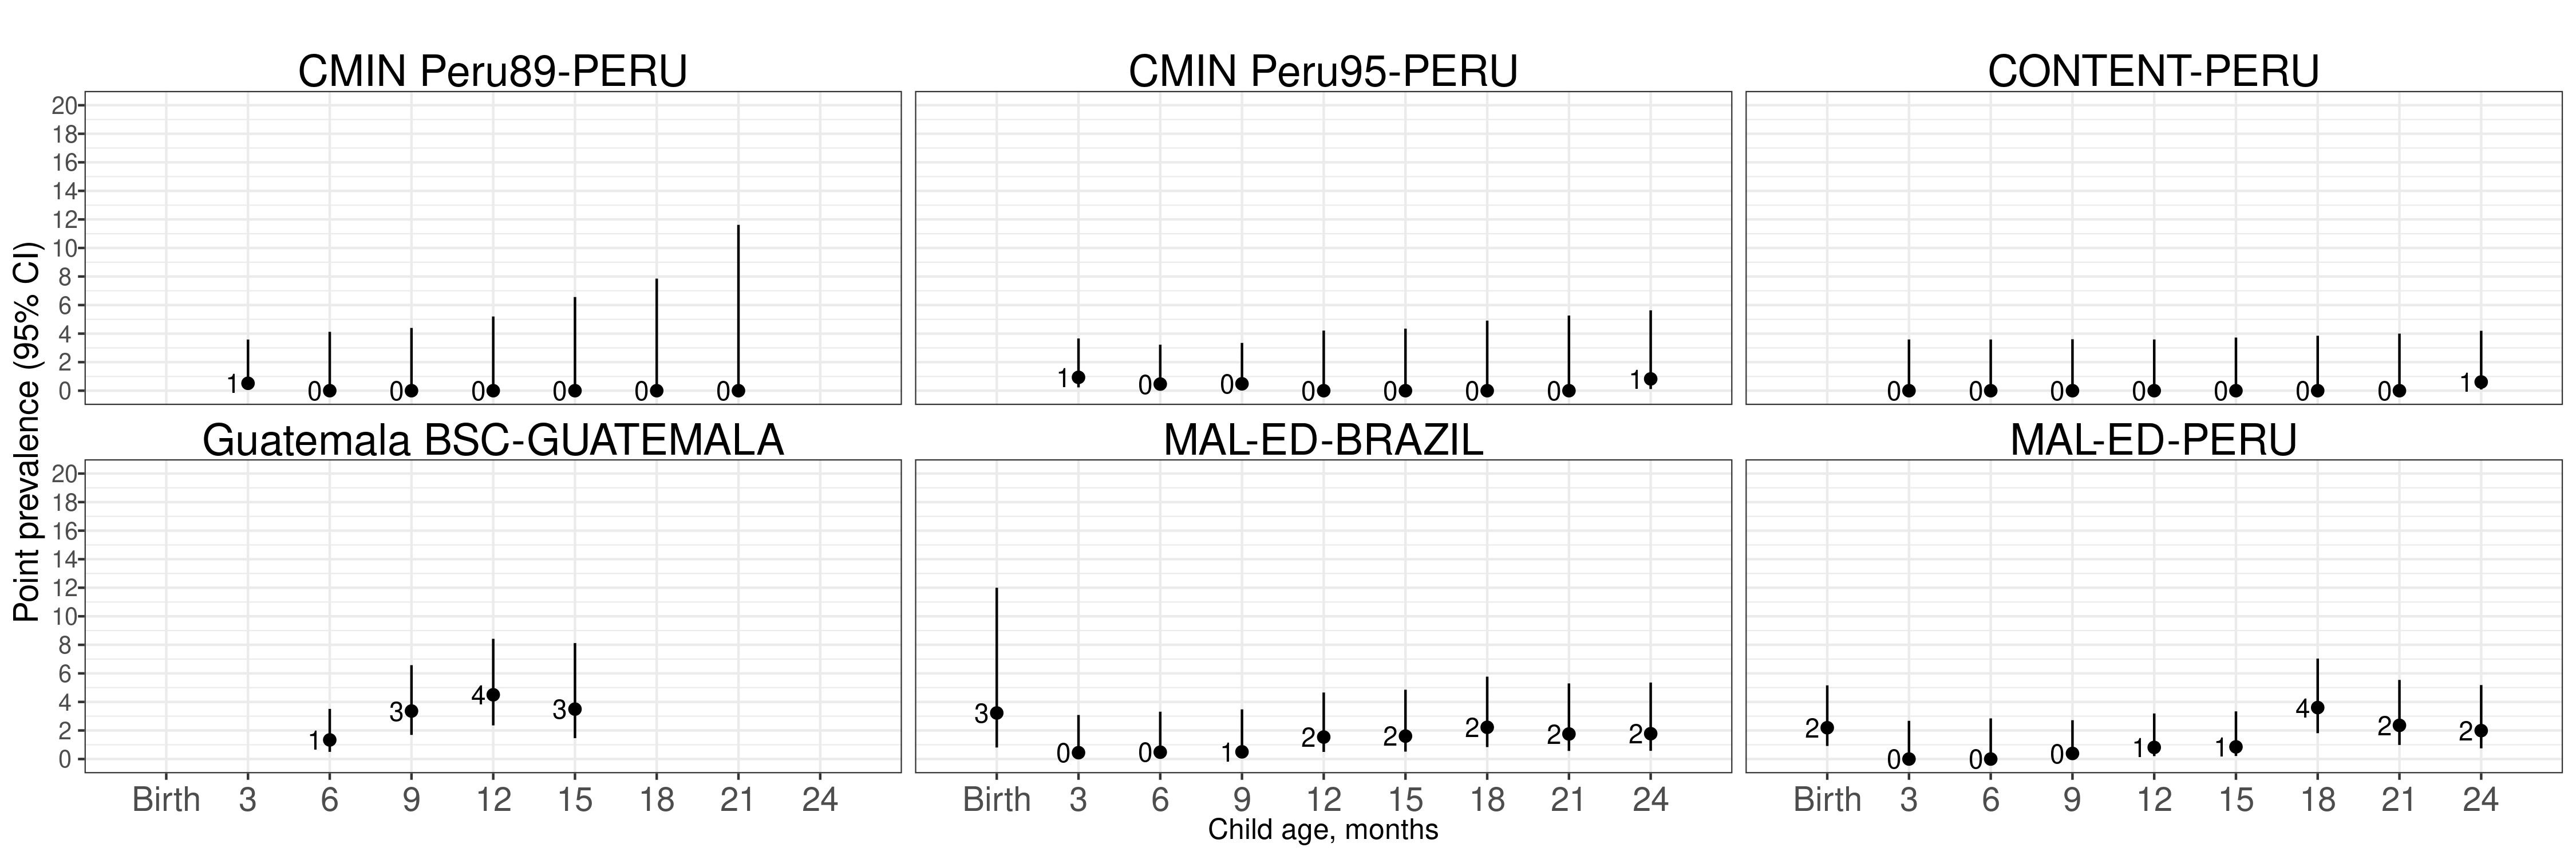 CMIN Peru89-PERU
CMIN Peru95-PERU
CONTENT-PERU
Point prevalence (95% CI)
20
18
16
14
12
10
8
6
4
2
0
1 0 0 0 0 0 0
1 0 0 0 0 0 0 1
0 0 0 0 0 0 0 1
Guatemala BSC-GUATEMALA
MAL-ED-BRAZIL
MAL-ED-PERU
20
18
16
14
12
10
8
6
4
2
0
1 3 4 3
3 0 0 1 2 2 2 2 2
2 0 0 0 1 1 4 2 2
Birth 3 6 9 12 15 18 21 24
Birth 3 6 9 12 15 18 21 24
Birth 3 6 9 12 15 18 21 24
Child age, months